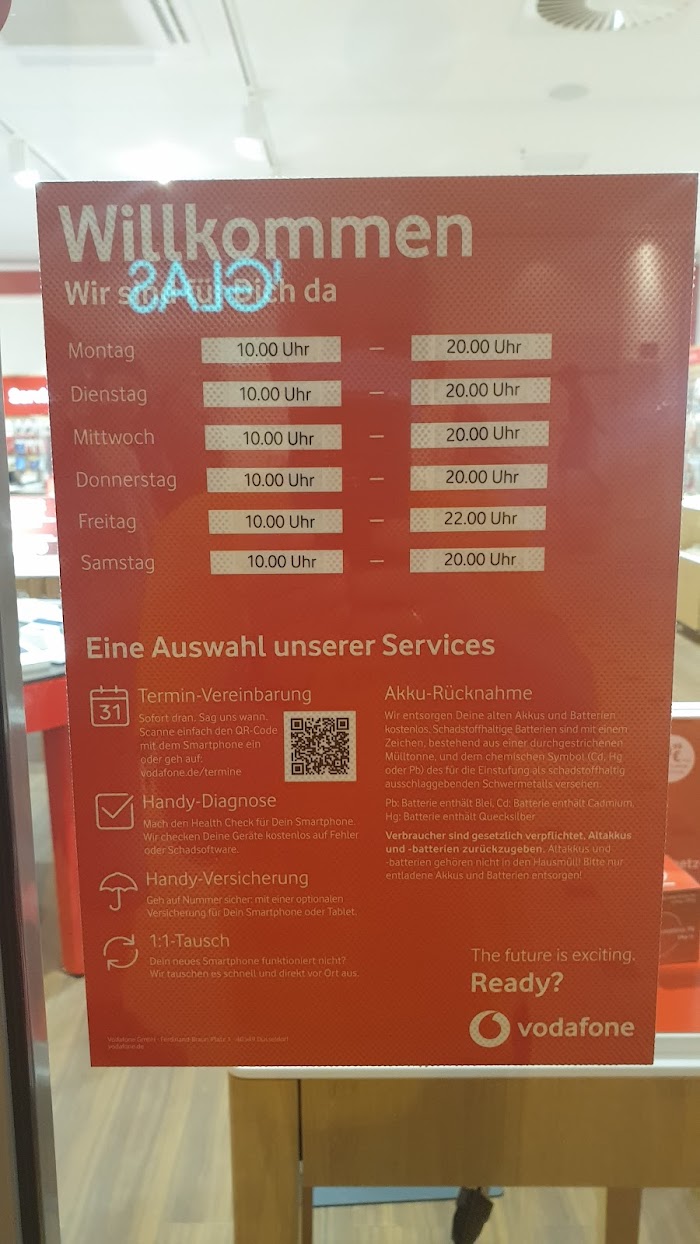 Willkommen
Wir sind für Dich da
IGLAS
Montag 10.00 Uhr – 20.00 Uhr
Dienstag 10.00 Uhr – 20.00 Uhr
Mittwoch 10.00 Uhr – 20.00 Uhr
Donnerstag 10.00 Uhr – 20.00 Uhr
Freitag 10.00 Uhr – 22.00 Uhr
Samstag 10.00 Uhr – 20.00 Uhr
Eine Auswahl unserer Services
31
Termin-Vereinbarung
Sofort dran. Sag uns wann.
Scanne einfach den QR-Code
mit dem Smartphone ein
oder geh auf:
vodafone.de/termine
Handy-Diagnose
Mach den Health Check für Dein Smartphone.
Wir checken Deine Geräte kostenlos auf Fehler
oder Schadsoftware.
Handy-Versicherung
Geh auf Nummer sicher: mit einer optionalen
Versicherung für Dein Smartphone oder Tablet.
1:1-Tausch
Dein neues Smartphone funktioniert nicht?
Wir tauschen es schnell und direkt vor Ort aus.
Akku-Rücknahme
Wir entsorgen Deine alten Akkus und Batterien
kostenlos. Schadstoffhaltige Batterien sind mit einem
Zeichen, bestehend aus einer durchgestrichenen
Mülltonne, und dem chemischen Symbol (Cd, Hg
oder Pb) des für die Einstufung als schadstoffhaltig
ausschlaggebenden Schwermetalls versehen.
Pb: Batterie enthält Blei, Cd: Batterie enthält Cadmium,
Hg: Batterie enthält Quecksilber
Verbraucher sind gesetzlich verpflichtet, Altakkus
und -batterien zurückzugeben. Altakkus und
-batterien gehören nicht in den Hausmüll! Bitte nur
entladene Akkus und Batterien entsorgen!
The future is exciting.
Ready?
vodafone
Vodafone GmbH · Ferdinand-Braun-Platz 1 · 40549 Düsseldorf
vodafone.de